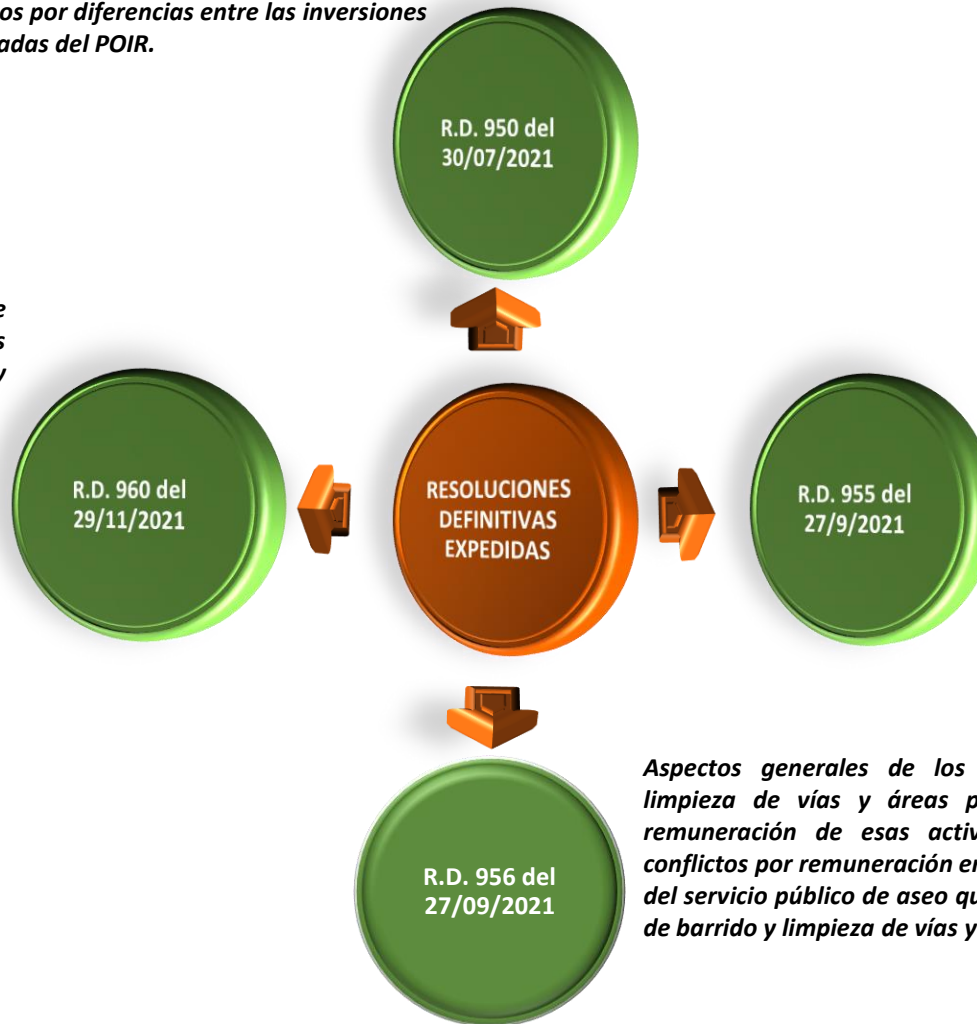 os por diferencias entre las inversiones
adas del POIR.
R.D. 950 del
30/07/2021
e
s
y
R.D. 960 del
29/11/2021
RESOLUCIONES
DEFINITIVAS
EXPEDIDAS
R.D. 955 del
27/9/2021
Aspectos generales de los
limpieza de vías y áreas p
remuneración de esas activ
conflictos por remuneración en
del servicio público de aseo qu
de barrido y limpieza de vías y
R.D. 956 del
27/09/2021